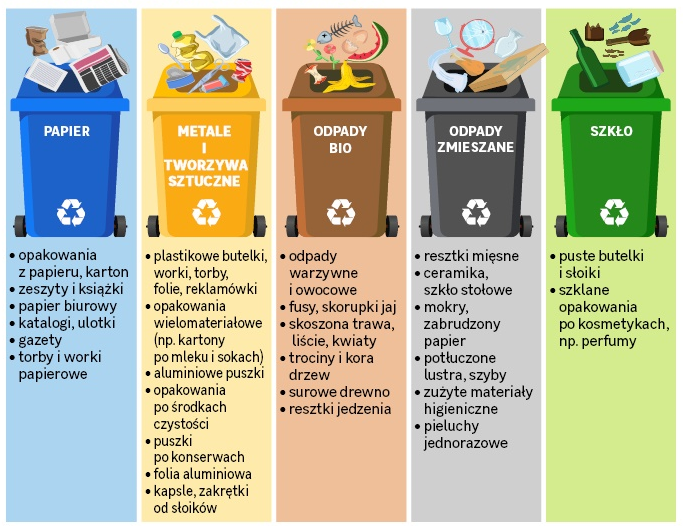 PAPIER
• opakowania
z papieru, karton
• zeszyty i książki
• papier biurowy
• katalogi, ulotki
• gazety
• torby i worki
papierowe
METALE
I
TWORZYWA
SZTUCZNE
• plastikowe butelki,
worki, torby,
folie, reklamówki
• opakowania
wielomateriałowe
(np. kartony
po mleku i sokach)
• aluminiowe puszki
• opakowania
po środkach
czystości
• puszki
po konserwach
• folia aluminiowa
• kapsle, zakrętki
od słoików
ODPADY
BIO
• odpady
warzywne
i owocowe
• fusy, skorupki jaj
• skoszona trawa,
liście, kwiaty
• trociny i kora
drzew
• surowe drewno
• resztki jedzenia
ODPADY
ZMIESZANE
• resztki mięsne
• ceramika,
szkło stołowe
• mokry,
zabrudzony
papier
• potłuczone
lustra, szyby
• zużyte materiały
higieniczne
• pieluchy
jednorazowe
SZKŁO
• puste butelki
i słoiki
• szklane
opakowania
po kosmetykach,
np. perfumy